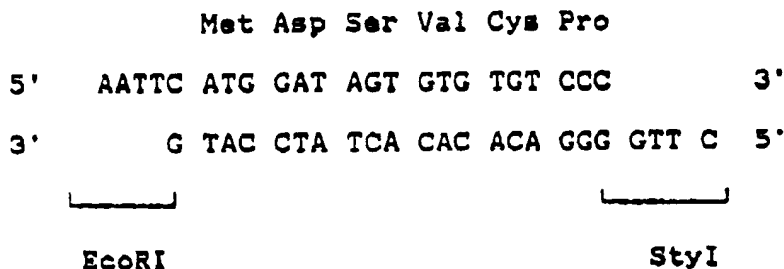 Met Asp Ser Val Cys Pro
5' AATTC ATG GAT AGT GTG TGT CCC 3'
3' G TAC CTA TCA CAC ACA GGG GTT C 5'
EcoRI StyI